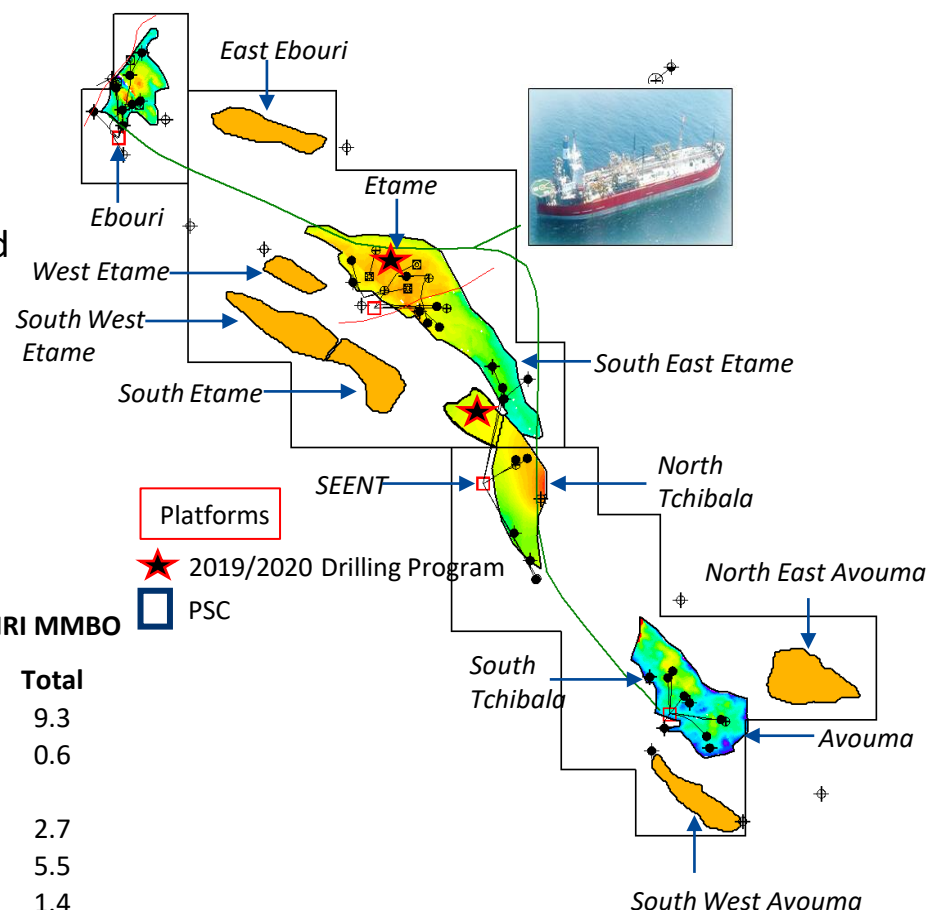 East Ebouri
Etame
Ebouri
d
West Etame
South West
Etame
South Etame
South East Etame
SEENT
North
Tchibala
Platforms
2019/2020 Drilling Program
PSC
North East Avouma
MMBO
Total
9.3
0.6
2.7
5.5
1.4
South
Tchibala
Avouma
South West Avouma